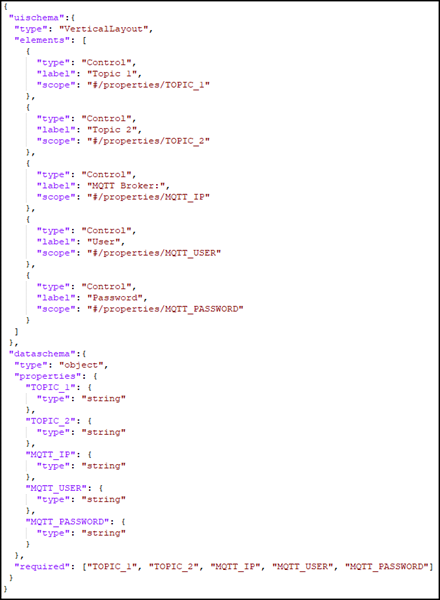 {
"uischema":{
"type": "VerticalLayout",
"elements": [
{
"type": "Control",
"label": "Topic 1",
"scope": "#/properties/TOPIC_1"
},
{
"type": "Control",
"label": "Topic 2",
"scope": "#/properties/TOPIC_2"
},
{
"type": "Control",
"label": "MQTT Broker:",
"scope": "#/properties/MQTT_IP"
},
{
"type": "Control",
"label": "User",
"scope": "#/properties/MQTT_USER"
},
{
"type": "Control",
"label": "Password",
"scope": "#/properties/MQTT_PASSWORD"
}
]
},
"dataschema":{
"type": "object",
"properties": {
"TOPIC_1": {
"type": "string"
},
"TOPIC_2": {
"type": "string"
},
"MQTT_IP": {
"type": "string"
},
"MQTT_USER": {
"type": "string"
},
"MQTT_PASSWORD": {
"type": "string"
}
},
"required": ["TOPIC_1", "TOPIC_2", "MQTT_IP", "MQTT_USER", "MQTT_PASSWORD"]
}
}